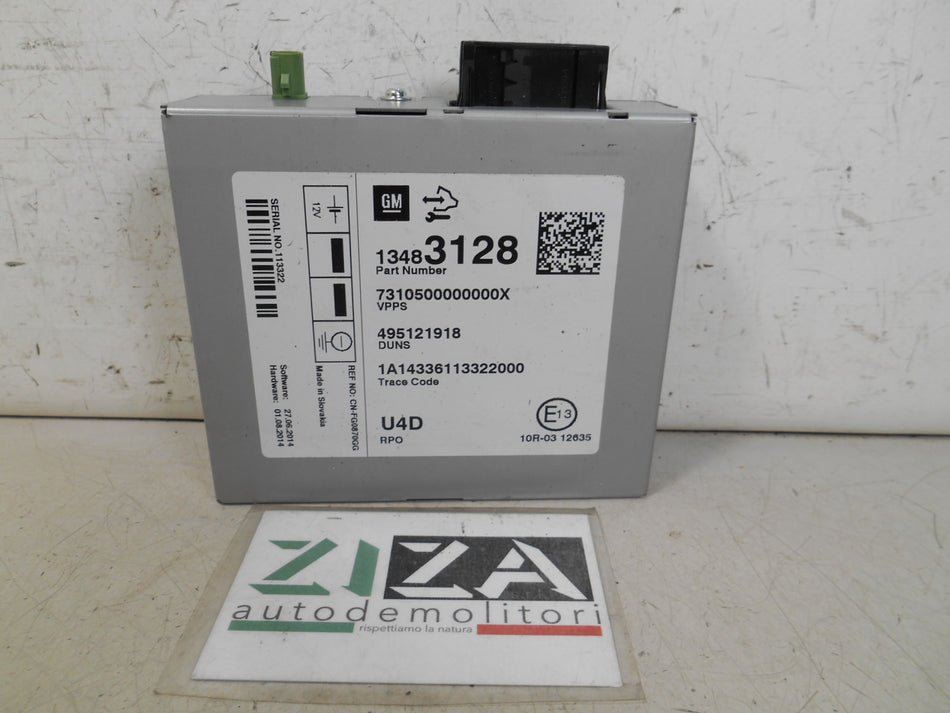 GM
13483128
Part Number
7310500000000X
VPPS
495121918
DUNS
1A14336113322000
Trace Code
U4D
RPO
E13
10R-03 12635
SERIAL NO. 113322
12V
REF NO: CN-FG0870GG
Made in Slovakia
Software: 27.06.2014
Hardware: 01.08.2014
ZIZA
autodemolitori
rispettiamo la natura